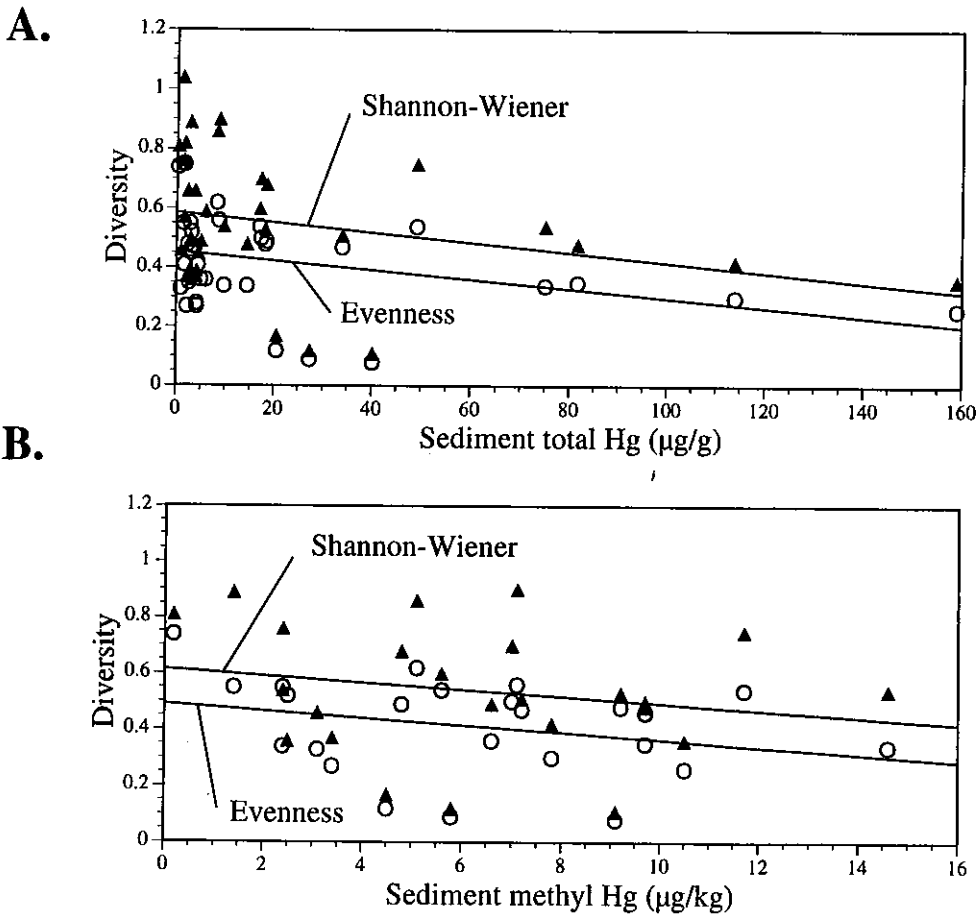 A.
1.2
1
0.8
0.6
0.4
0.2
0
Diversity
Shannon-Wiener
Evenness
0 20 40 60 80 100 120 140 160
Sediment total Hg (µg/g)
B.
1.2
1
0.8
0.6
0.4
0.2
0
Diversity
Shannon-Wiener
Evenness
0 2 4 6 8 10 12 14 16
Sediment methyl Hg (µg/kg)